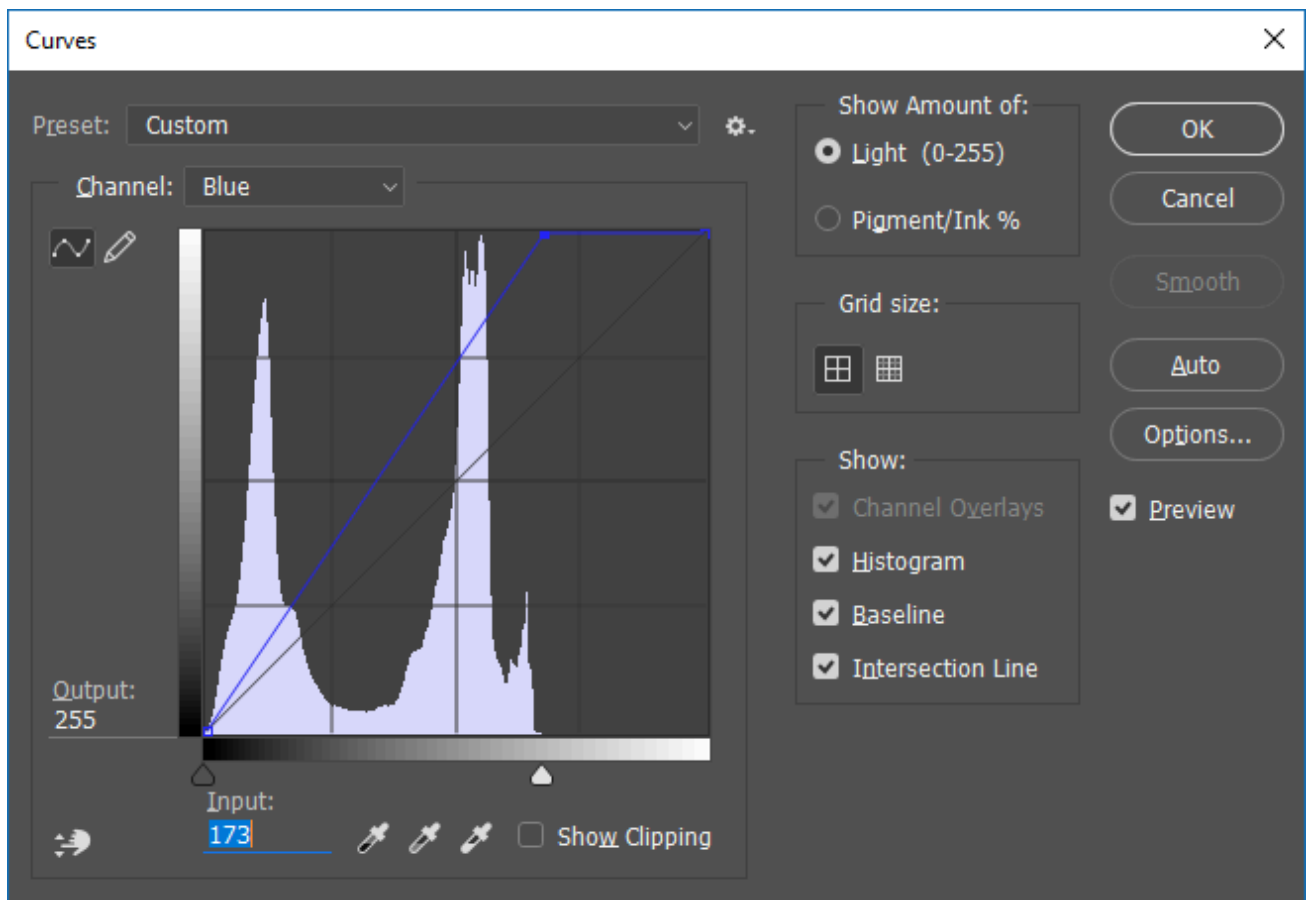 Curves
Preset: Custom
Channel: Blue
Output:
255
Input:
173
Show Clipping
Show Amount of:
Light (0-255)
Pigment/Ink %
Grid size:
Show:
Channel Overlays
Histogram
Baseline
Intersection Line
OK
Cancel
Smooth
Auto
Options...
Preview